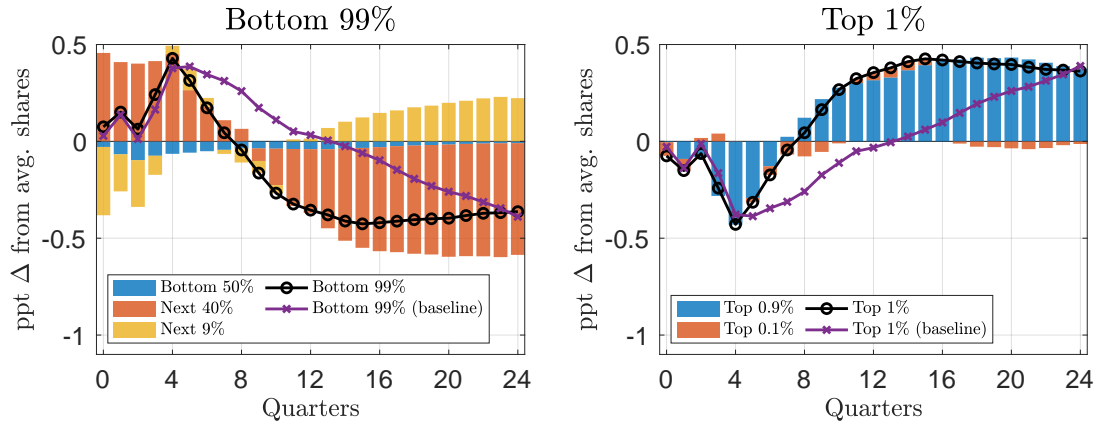 Bottom 99%
ppt Δ from avg. shares
0.5
0
-0.5
-1
Bottom 50%
Next 40%
Next 9%
Bottom 99%
Bottom 99% (baseline)
0 4 8 12 16 20 24
Quarters
Top 1%
ppt Δ from avg. shares
0.5
0
-0.5
-1
Top 0.9%
Top 0.1%
Top 1%
Top 1% (baseline)
0 4 8 12 16 20 24
Quarters